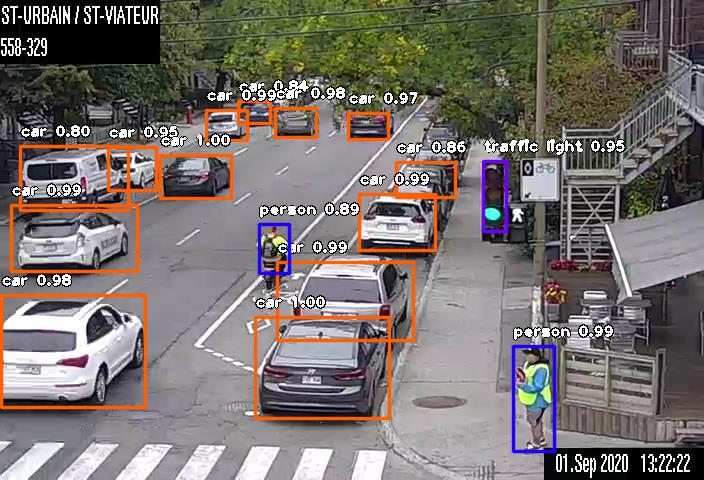 ST-URBAIN / ST-VIATEUR
558-329
car 0.84
car 0.99
car 0.98
car 0.97
car 0.80
car 0.95
car 1.00
car 0.86
traffic light 0.95
car 0.99
car 0.99
person 0.89
car 0.99
car 0.98
car 1.00
person 0.99
01.Sep 2020 13:22:22